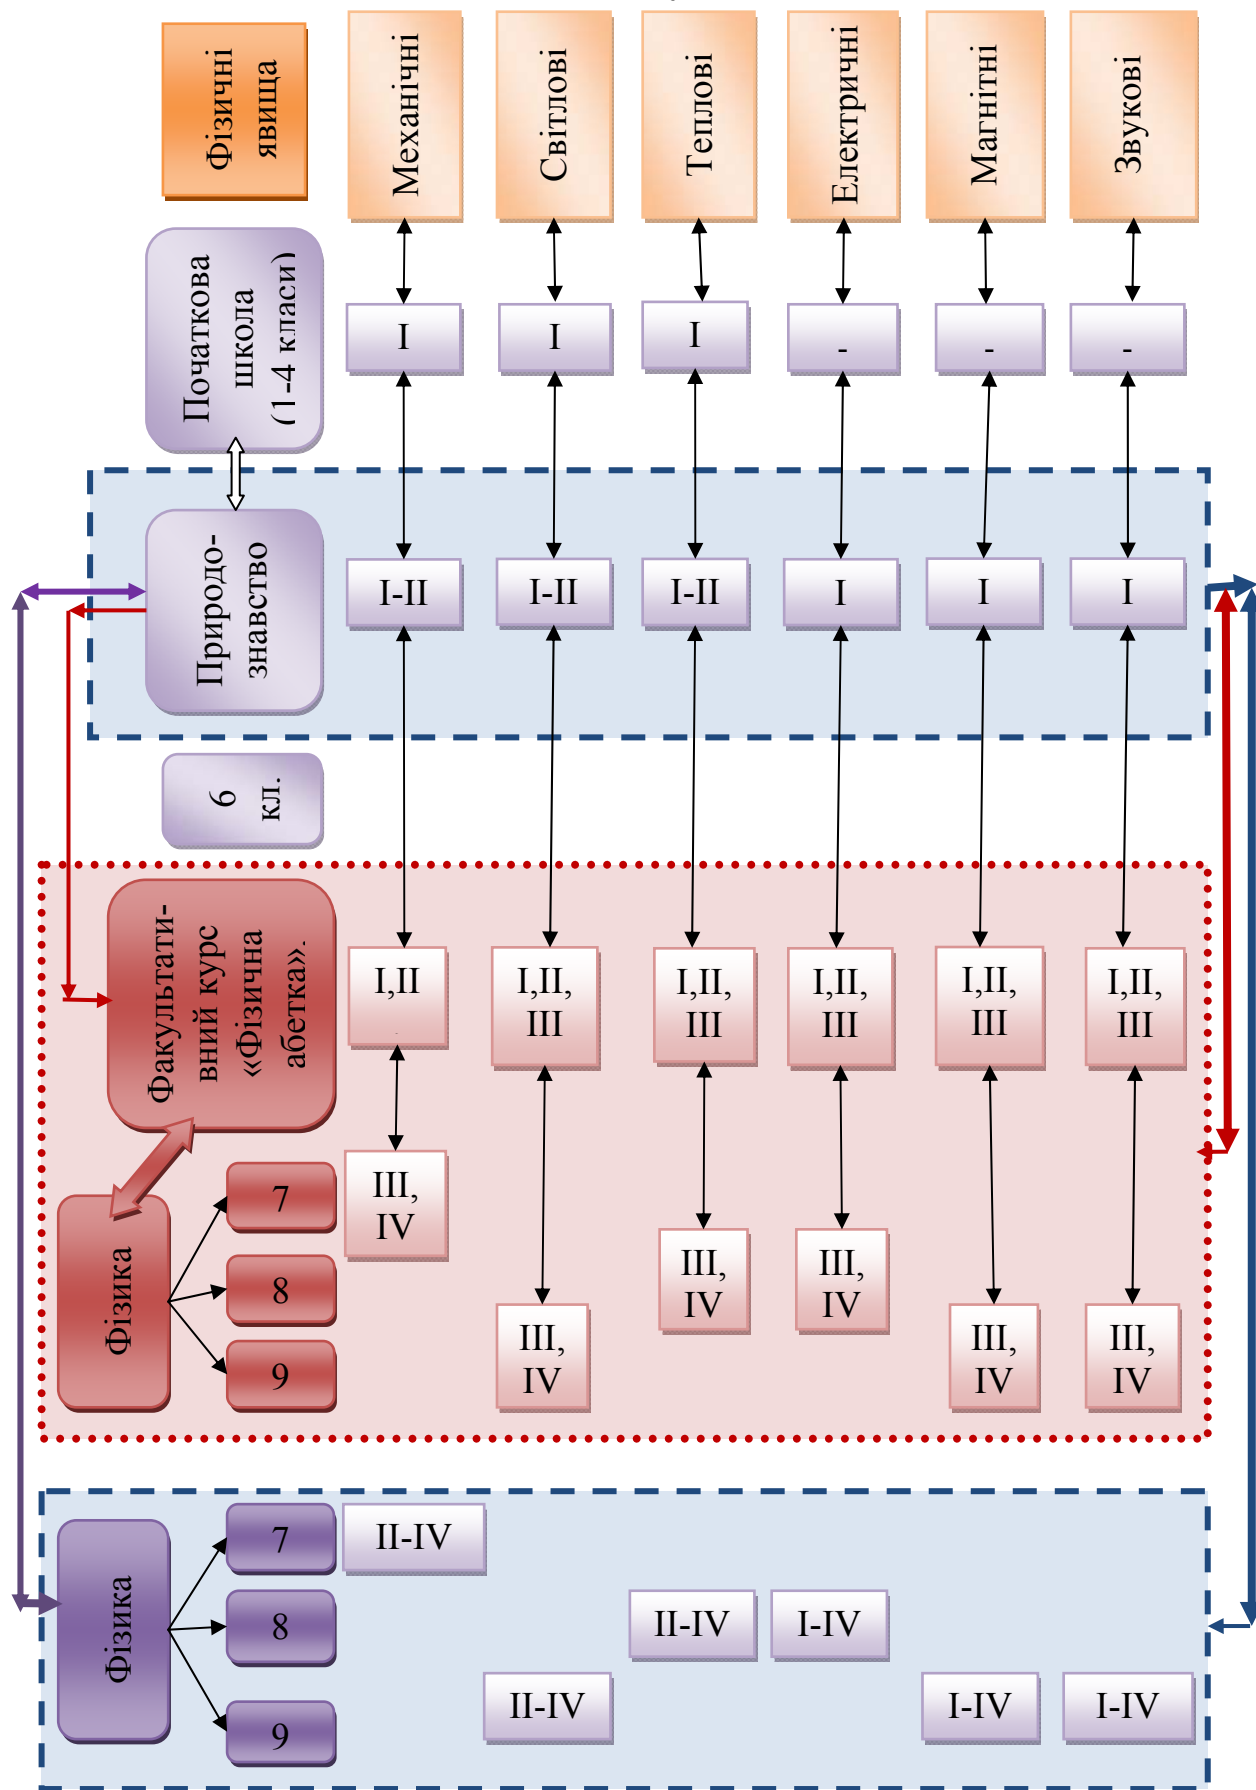 Фізичні
явища
Механічні
Світлові
Теплові
Електричні
Магнітні
Звукові
Початкова
школа
(1-4 класи)
I
I
I
-
-
-
Природо-
знавство
I-II
I-II
I-II
I
I
I
6
кл.
Факультати-
вний курс
«Фізична
абетка».
I,II
I,II,
III
I,II,
III
I,II,
III
I,II,
III
I,II,
III
Фізика
7
8
9
III,
IV
III,
IV
III,
IV
III,
IV
III,
IV
III,
IV
Фізика
7
8
9
II-IV
II-IV
I-IV
II-IV
I-IV
I-IV